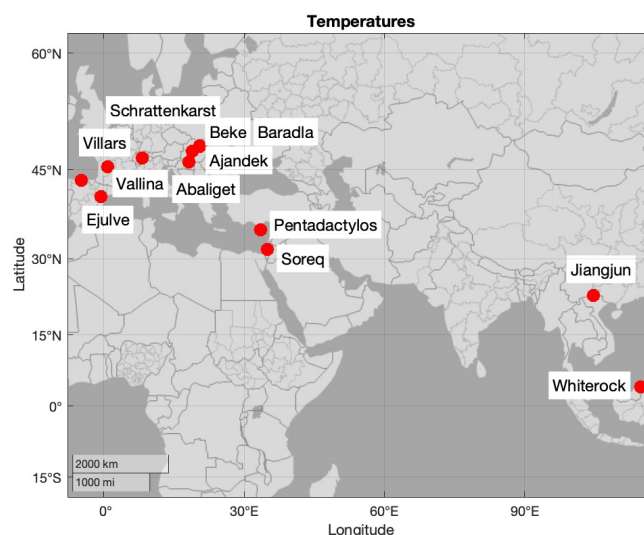 Temperatures
60°N
Schrattenkarst
Beke
Baradla
Villars
Ajandek
45°N
Vallina
Abaliget
Ejulve
Pentadactylos
Latitude
30°N
Soreq
Jiangjun
15°N
Whiterock
0°
2000 km
1000 mi
15°S
0°
30°E
60°E
90°E
Longitude